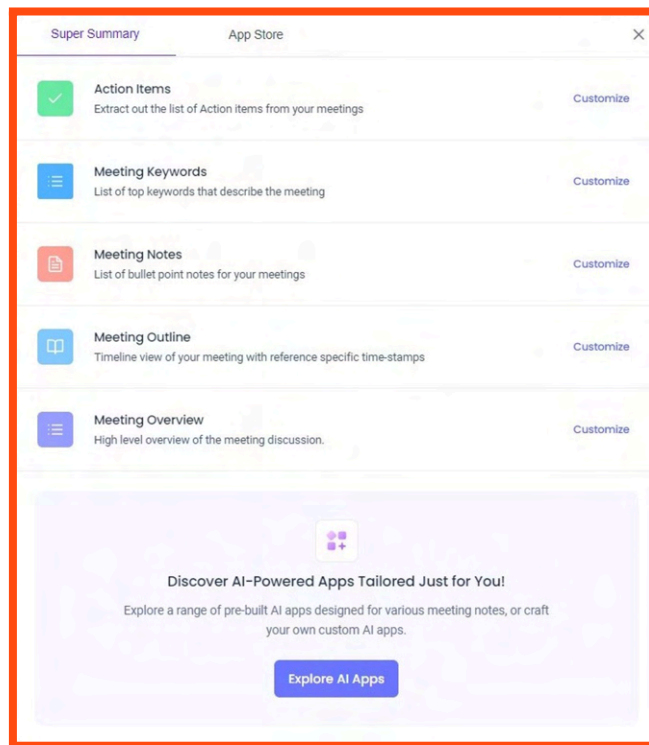 Super Summary
App Store
Action Items
Extract out the list of Action items from your meetings
Customize
Meeting Keywords
List of top keywords that describe the meeting
Customize
Meeting Notes
List of bullet point notes for your meetings
Customize
Meeting Outline
Timeline view of your meeting with reference specific time-stamps
Customize
Meeting Overview
High level overview of the meeting discussion.
Customize
Discover AI-Powered Apps Tailored Just for You!
Explore a range of pre-built AI apps designed for various meeting notes, or craft
your own custom AI apps.
Explore AI Apps